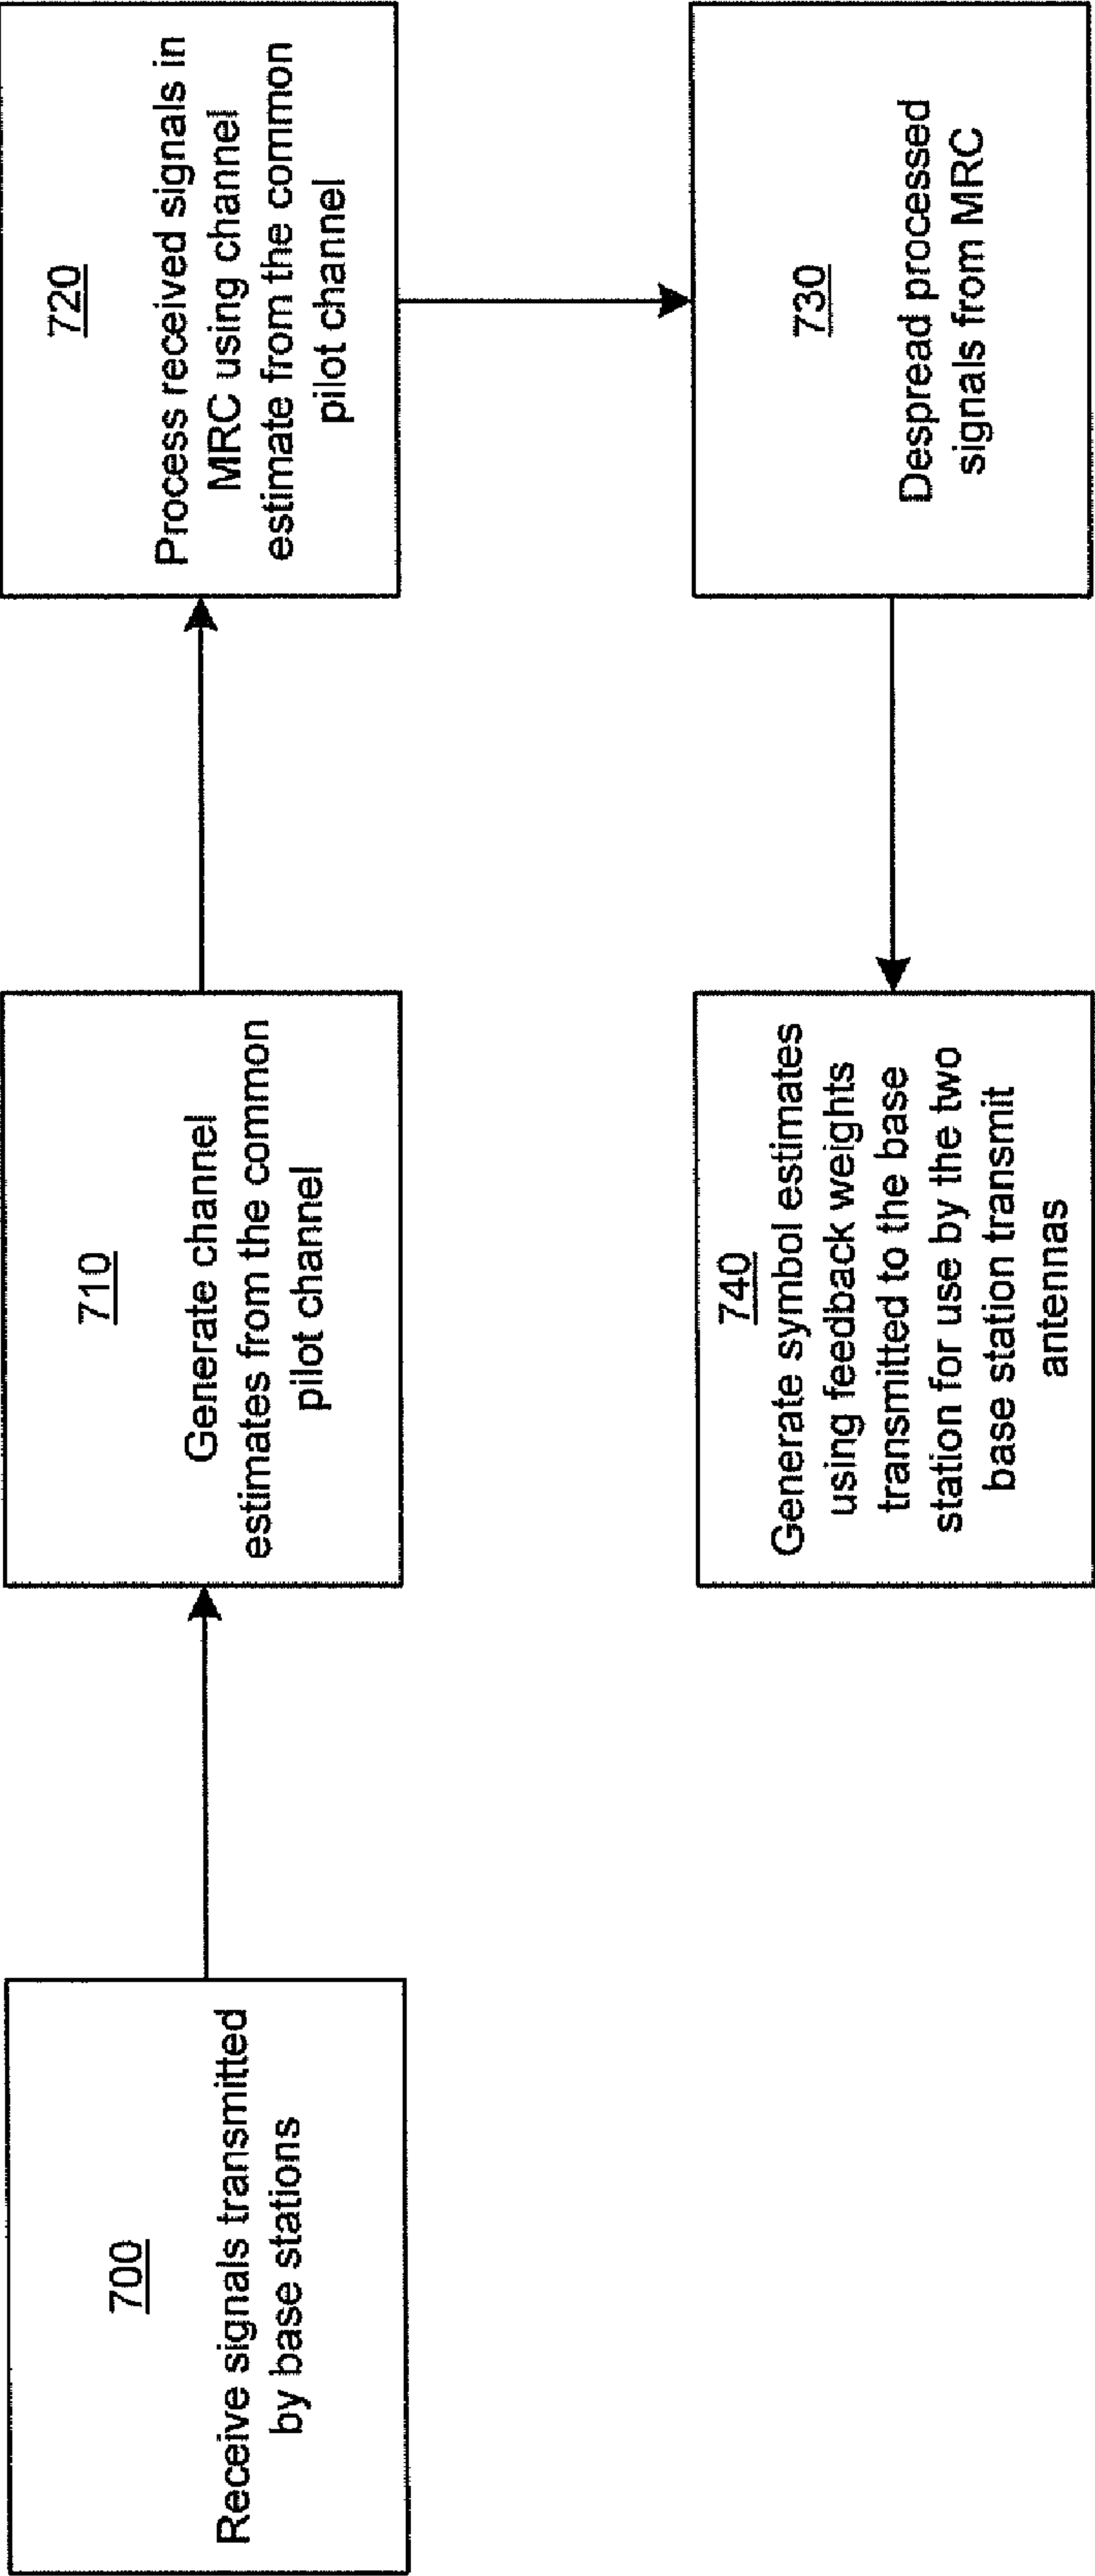 700
Receive signals transmitted
by base stations
710
Generate channel
estimates from the common
pilot channel
720
Process received signals in
MRC using channel
estimate from the common
pilot channel
730
Despread processed
signals from MRC
740
Generate symbol estimates
using feedback weights
transmitted to the base
station for use by the two
base station transmit
antennas